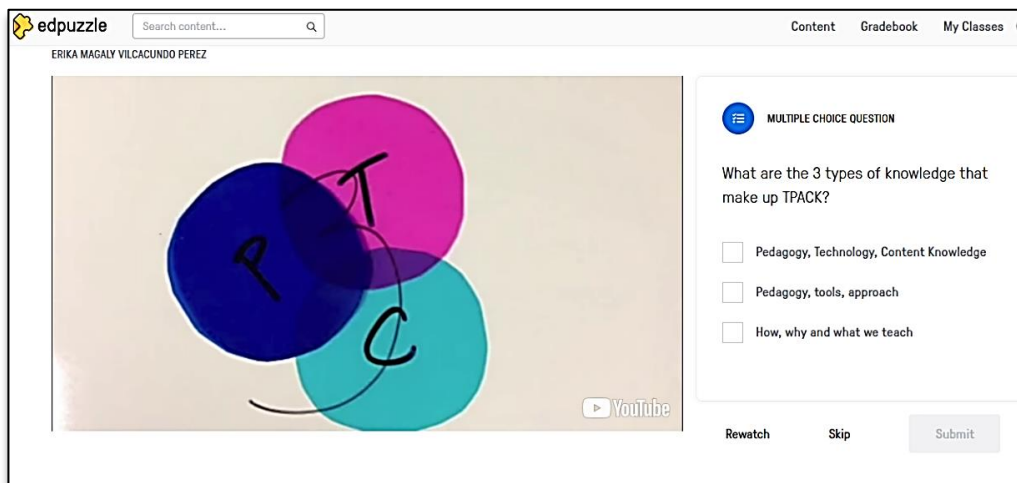 edpuzzle
Search content...
Content Gradebook My Classes
ERIKA MAGALY VILCACUNDO PEREZ
T
P
C
YouTube
MULTIPLE CHOICE QUESTION
What are the 3 types of knowledge that
make up TPACK?
Pedagogy, Technology, Content Knowledge
Pedagogy, tools, approach
How, why and what we teach
Rewatch Skip Submit